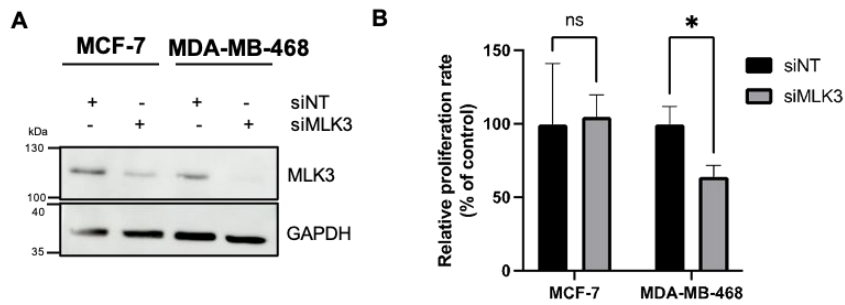 A
MCF-7 MDA-MB-468
+ - + - siNT
- + - + siMLK3
kDa
130
MLK3
100
40
GAPDH
35
B
ns *
150
100
50
0
Relative proliferation rate
(% of control)
MCF-7 MDA-MB-468
siNT
siMLK3